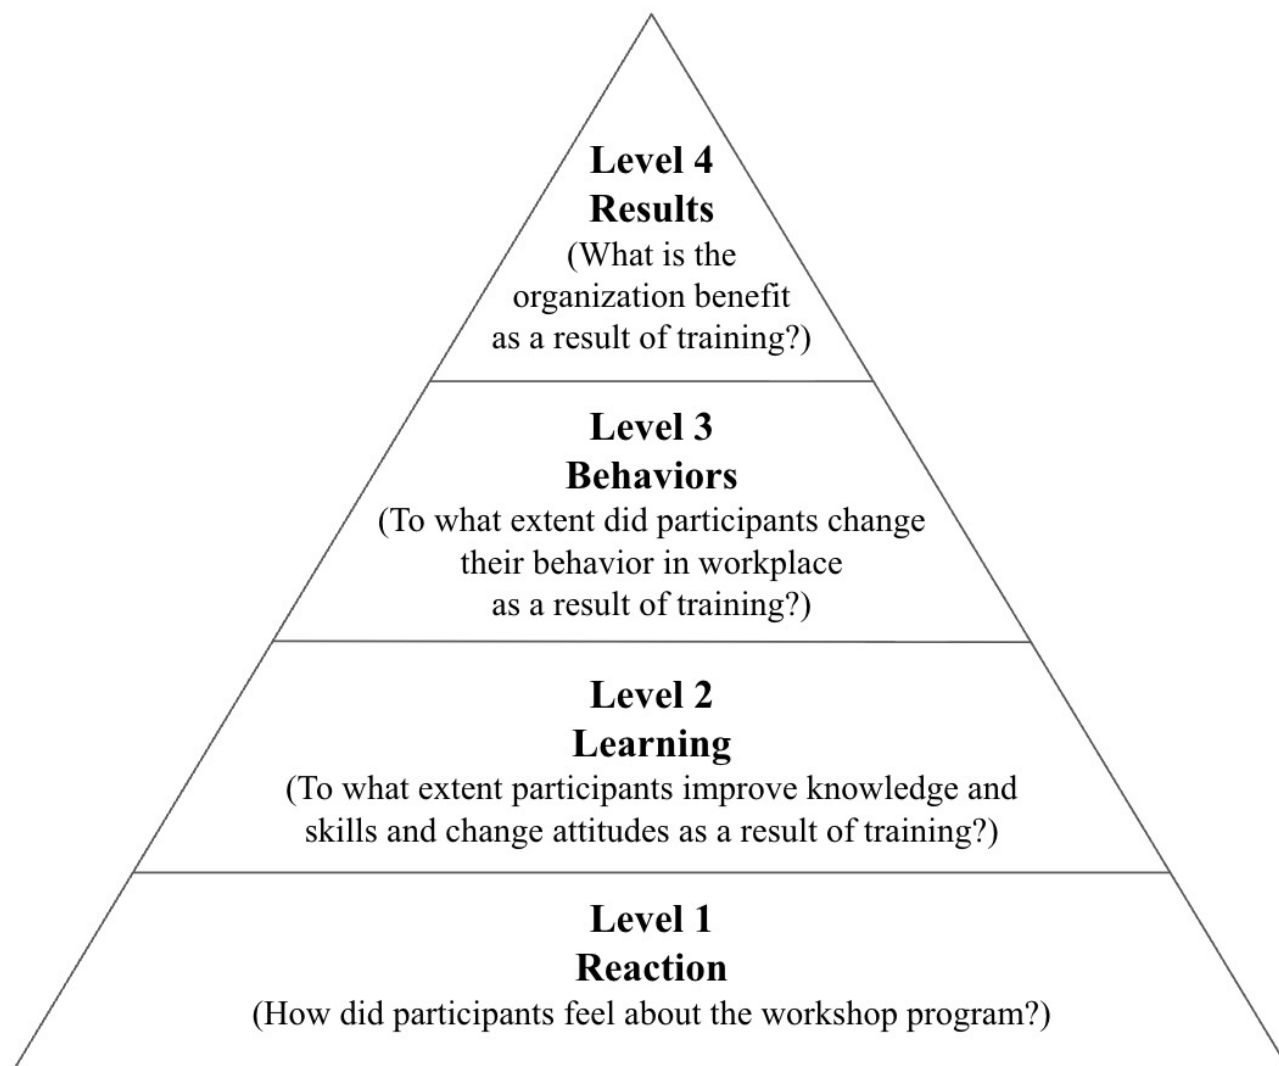 Level 4
Results
(What is the
organization benefit
as a result of training?)
Level 3
Behaviors
(To what extent did participants change
their behavior in workplace
as a result of training?)
Level 2
Learning
(To what extent participants improve knowledge and
skills and change attitudes as a result of training?)
Level 1
Reaction
(How did participants feel about the workshop program?)